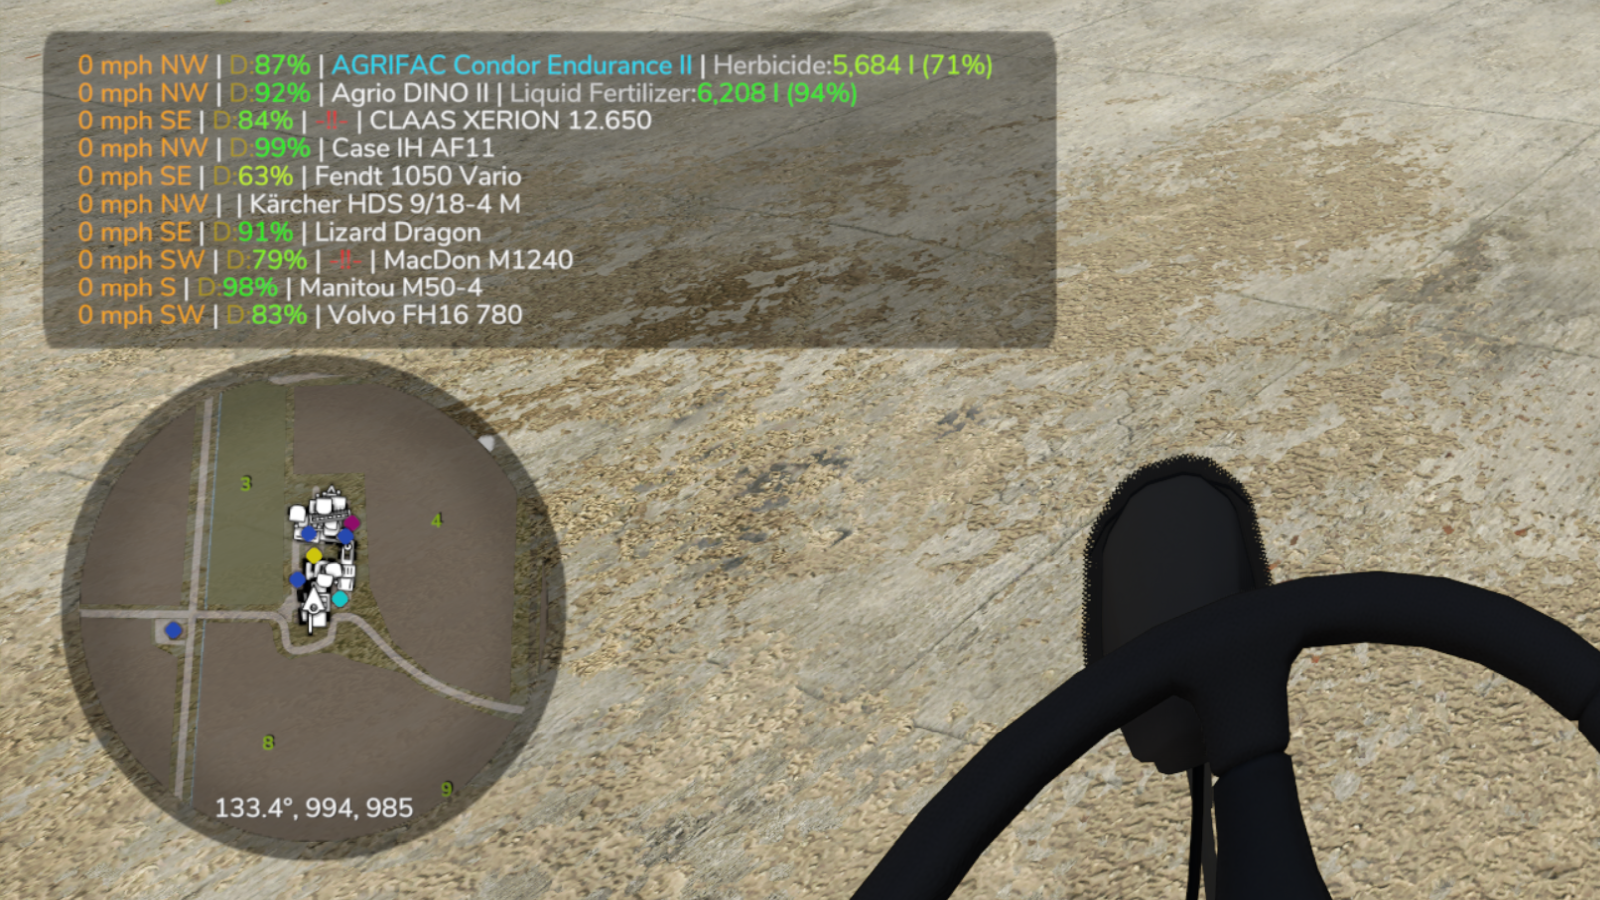 0 mph NW | D:87% | AGRIFAC Condor Endurance II | Herbicide:5,684 l (71%)
0 mph NW | D:92% | Agrio DINO II | Liquid Fertilizer:6,208 l (94%)
0 mph SE | D:84% | -!!- | CLAAS XERION 12.650
0 mph NW | D:99% | Case IH AF11
0 mph SE | D:63% | Fendt 1050 Vario
0 mph NW | | Kärcher HDS 9/18-4 M
0 mph SE | D:91% | Lizard Dragon
0 mph SW | D:79% | -!!- | MacDon M1240
0 mph S | D:98% | Manitou M50-4
0 mph SW | D:83% | Volvo FH16 780
3
4
8
9
133.4°, 994, 985